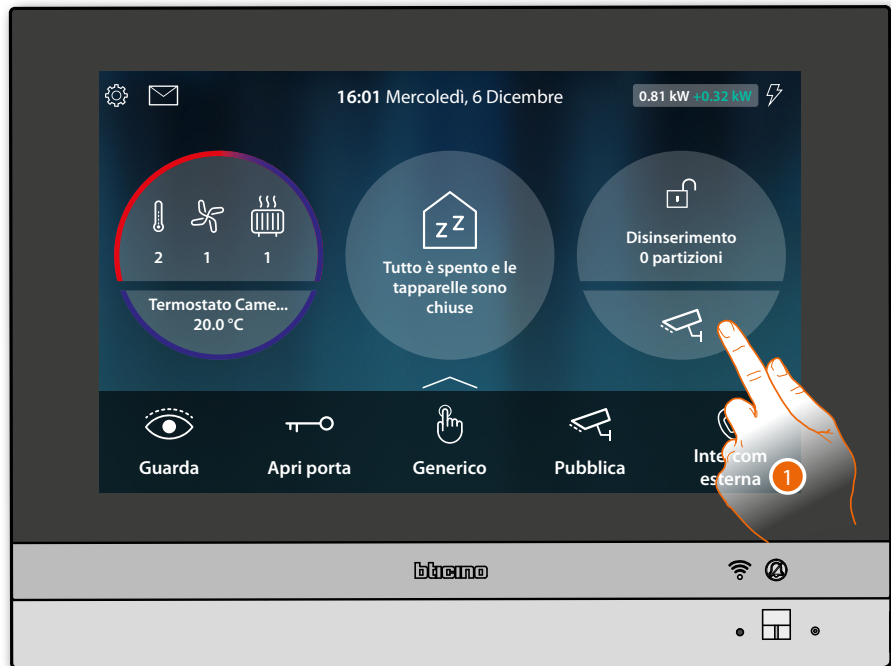 16:01 Mercoledì, 6 Dicembre
0.81 kW +0.32 kW
2 1 1
Termostato Came...
20.0 °C
zz
Tutto è spento e le
tapparelle sono
chiuse
Disinserimento
0 partizioni
Guarda
Apri porta
Generico
Pubblica
Intercom
esterna
1
bticino